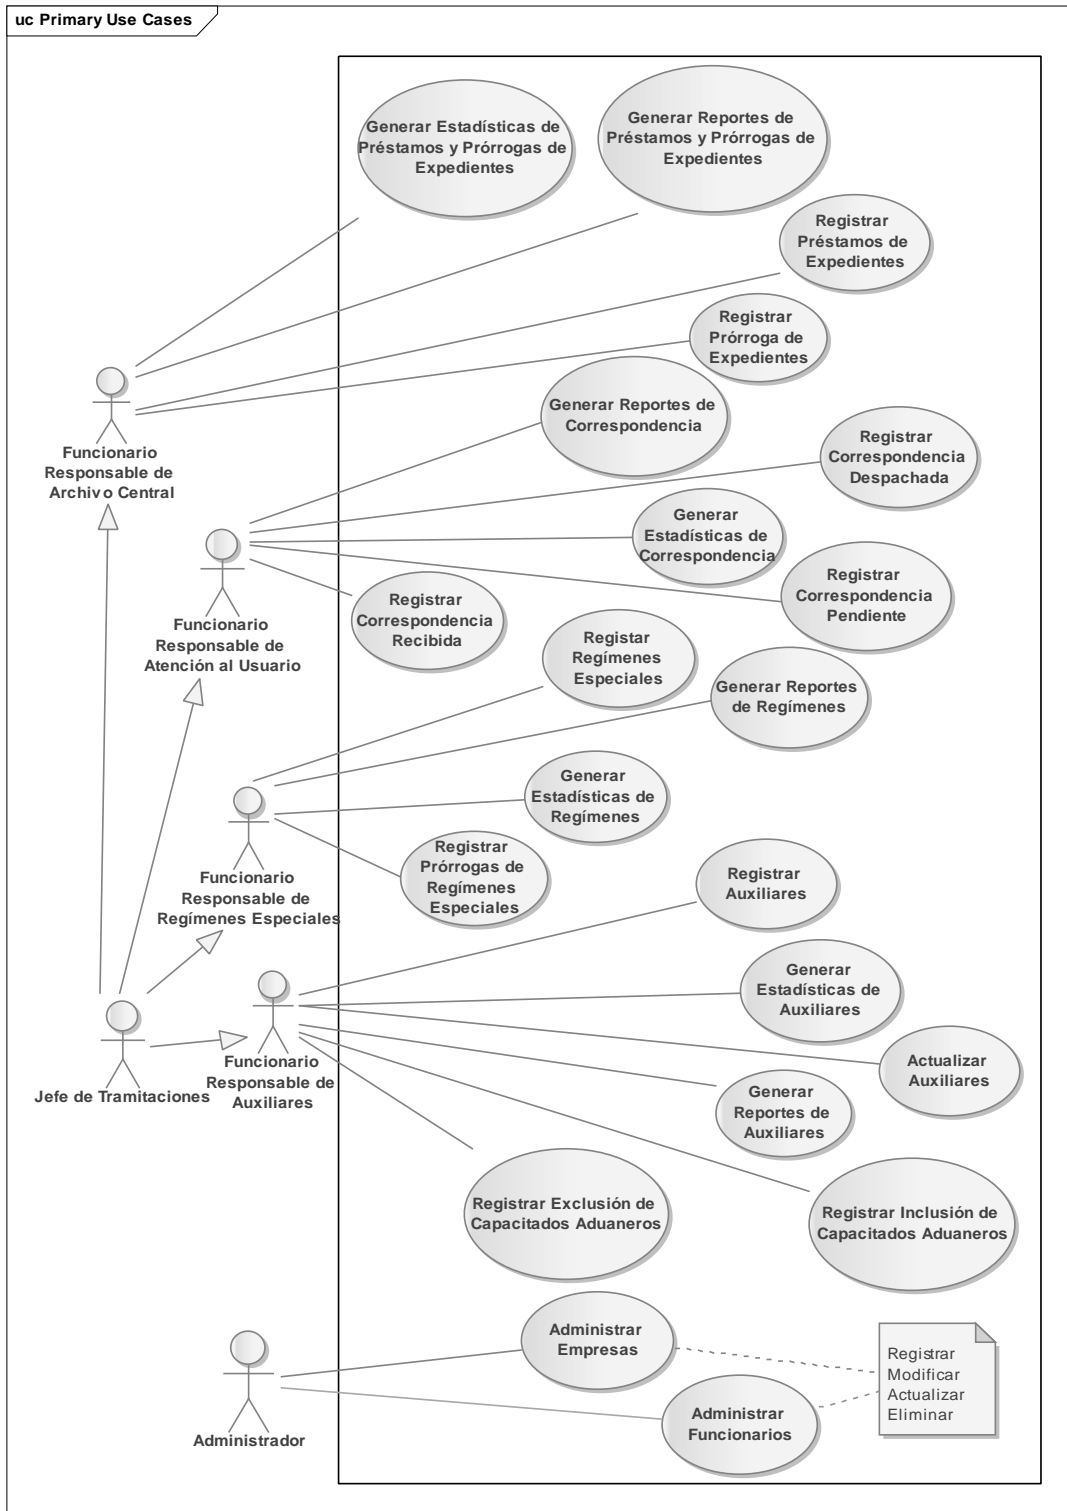 uc Primary Use Cases
Generar Estadísticas de
Préstamos y Prórrogas de
Expedientes
Generar Reportes de
Préstamos y Prórrogas de
Expedientes
Registrar
Préstamos de
Expedientes
Registrar
Prórroga de
Expedientes
Funcionario
Responsable de
Archivo Central
Generar Reportes de
Correspondencia
Registrar
Correspondencia
Despachada
Generar
Estadísticas de
Correspondencia
Registrar
Correspondencia
Pendiente
Registrar
Correspondencia
Recibida
Funcionario
Responsable de
Atención al Usuario
Registar
Regímenes
Especiales
Generar Reportes
de Regímenes
Generar
Estadísticas de
Regímenes
Registrar
Prórrogas de
Regímenes
Especiales
Funcionario
Responsable de
Regímenes Especiales
Registrar
Auxiliares
Generar
Estadísticas de
Auxiliares
Actualizar
Auxiliares
Generar
Reportes de
Auxiliares
Jefe de Tramitaciones
Funcionario
Responsable de
Auxiliares
Registrar Exclusión de
Capacitados Aduaneros
Registrar Inclusión de
Capacitados Aduaneros
Administrar
Empresas
Registrar
Modificar
Actualizar
Eliminar
Administrar
Funcionarios
Administrador